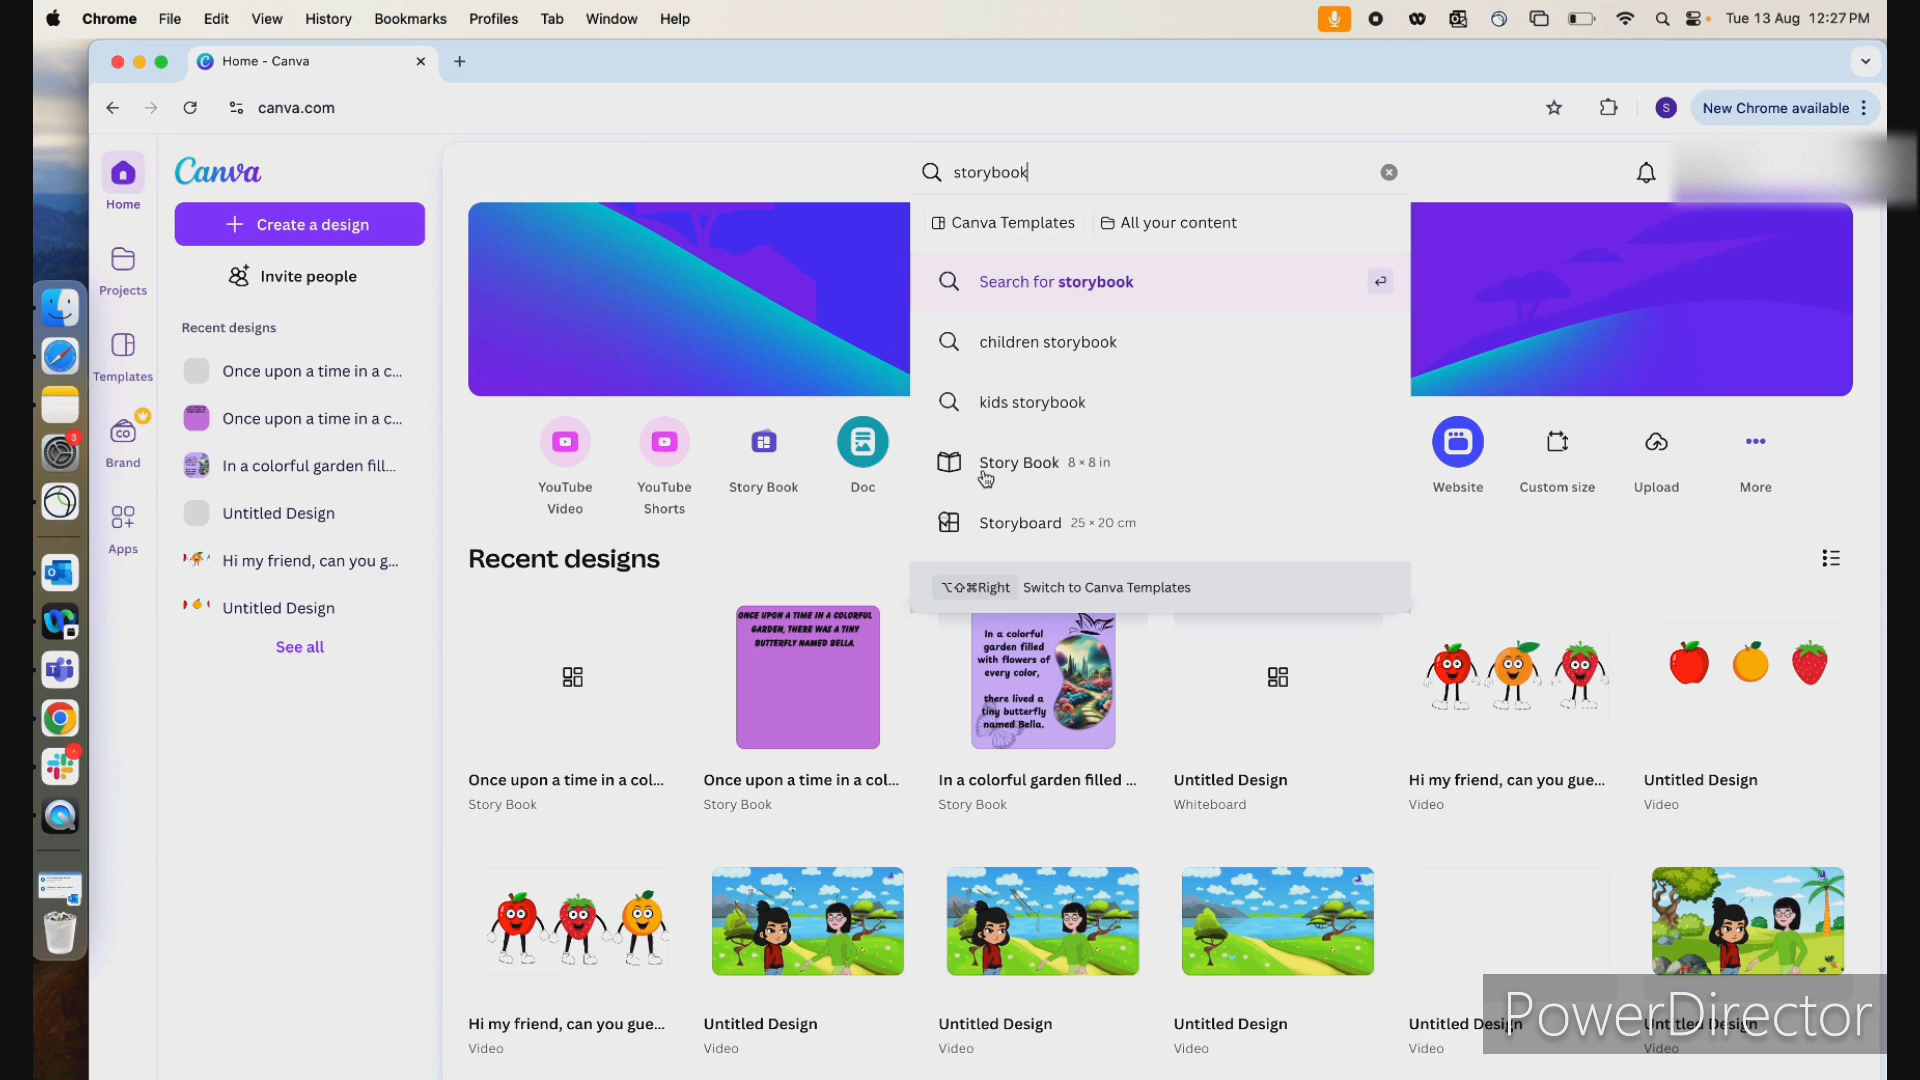 Chrome File Edit View History Bookmarks Profiles Tab Window Help
Tue 13 Aug 12:27 PM
Home - Canva
canva.com
S
New Chrome available
Home
Projects
Templates
Brand
Apps
Canva
Create a design
Invite people
Recent designs
Once upon a time in a c...
Once upon a time in a c...
In a colorful garden fill...
Untitled Design
Hi my friend, can you g...
Untitled Design
See all
storybook
Canva Templates
All your content
Search for storybook
children storybook
kids storybook
Story Book 8 × 8 in
Storyboard 25 × 20 cm
⌥⇧⌘Right Switch to Canva Templates
YouTube
Video
YouTube
Shorts
Story Book
Doc
Website
Custom size
Upload
More
Recent designs
ONCE UPON A TIME IN A COLORFUL
GARDEN, THERE WAS A TINY
BUTTERFLY NAMED BELLA.
In a colorful
garden filled
with flowers of
every color,
there lived a
tiny butterfly
named Bella.
Once upon a time in a col...
Story Book
Once upon a time in a col...
Story Book
In a colorful garden filled ...
Story Book
Untitled Design
Whiteboard
Hi my friend, can you gue...
Video
Untitled Design
Video
Hi my friend, can you gue...
Video
Untitled Design
Video
Untitled Design
Video
Untitled Design
Video
Untitled Design
Video
Untitled Design
Video
PowerDirector
3
CO